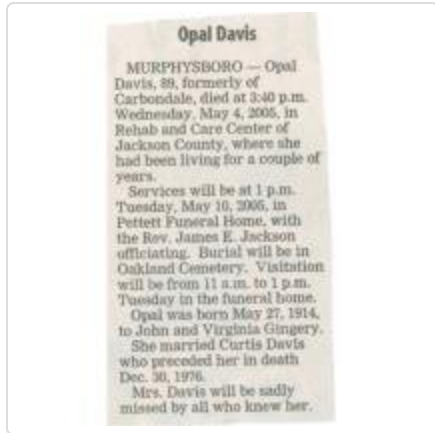 Opal Davis
MURPHYSBORO — Opal
Davis, 89, formerly of
Carbondale, died at 3:40 p.m.
Wednesday, May 4, 2005, in
Rehab and Care Center of
Jackson County, where she
had been living for a couple of
years.
Services will be at 1 p.m.
Tuesday, May 10, 2005, in
Pettett Funeral Home, with
the Rev. James E. Jackson
officiating. Burial will be in
Oakland Cemetery. Visitation
will be from 11 a.m. to 1 p.m.
Tuesday in the funeral home.
Opal was born May 27, 1914,
to John and Virginia Gingery.
She married Curtis Davis
who preceded her in death
Dec. 30, 1976.
Mrs. Davis will be sadly
missed by all who knew her.